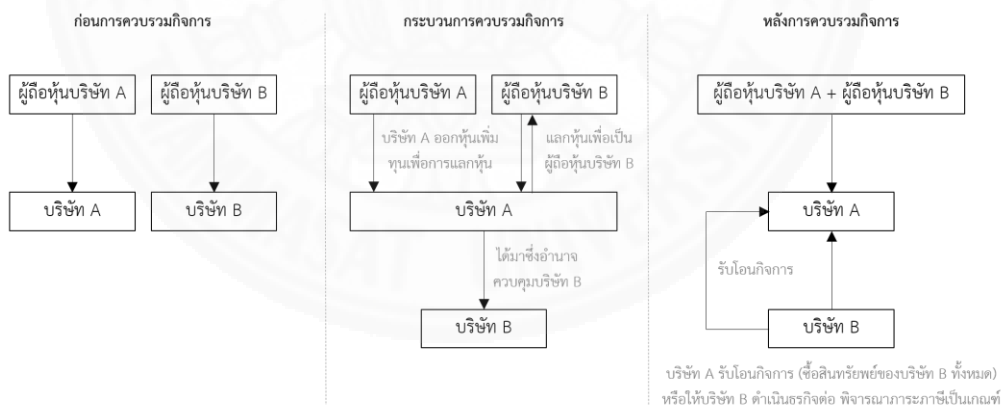 ก่อนการควบรวมกิจการ
ผู้ถือหุ้นบริษัท A
ผู้ถือหุ้นบริษัท B
บริษัท A
บริษัท B
กระบวนการควบรวมกิจการ
ผู้ถือหุ้นบริษัท A
ผู้ถือหุ้นบริษัท B
บริษัท A ออกหุ้นเพิ่ม
ทุนเพื่อการแลกหุ้น
แลกหุ้นเพื่อเป็น
ผู้ถือหุ้นบริษัท B
บริษัท A
ได้มาซึ่งอำนาจ
ควบคุมบริษัท B
บริษัท B
หลังการควบรวมกิจการ
ผู้ถือหุ้นบริษัท A + ผู้ถือหุ้นบริษัท B
บริษัท A
รับโอนกิจการ
บริษัท B
บริษัท A รับโอนกิจการ (ซื้อสินทรัพย์ของบริษัท B ทั้งหมด)
หรือให้บริษัท B ดำเนินธุรกิจต่อ พิจารณาภาระภาษีเป็นเกณฑ์